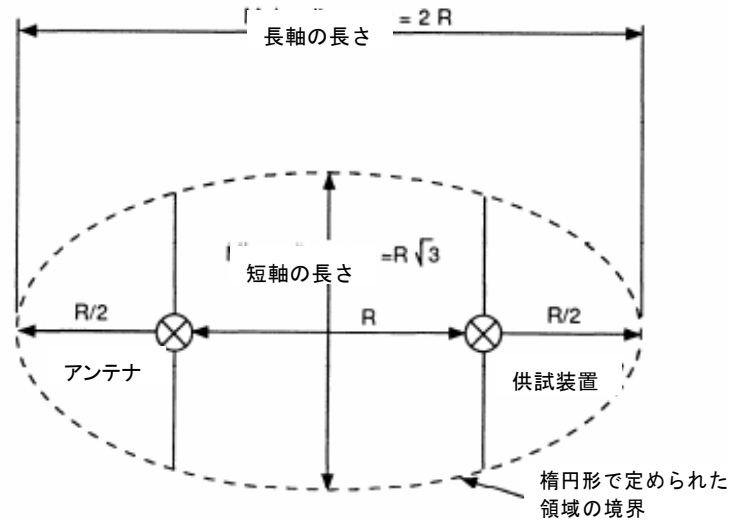 = 2 R
長軸の長さ
=R√3
短軸の長さ
R/2
R
R/2
アンテナ
供試装置
楕円形で定められた
領域の境界